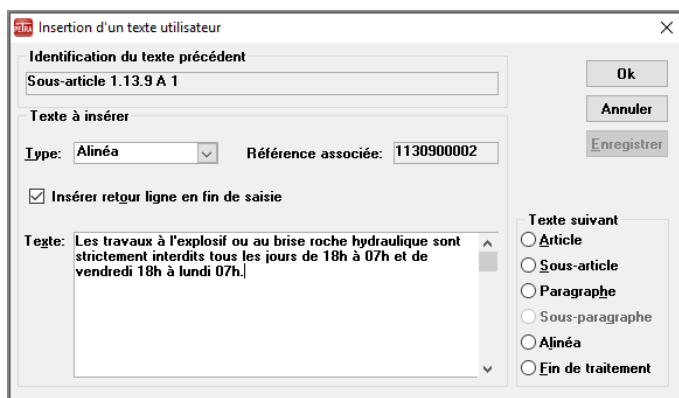 PETRA Insertion d'un texte utilisateur
Identification du texte précédent
Sous-article 1.13.9 A 1
Ok
Annuler
Enregistrer
Texte à insérer
Type: Alinéa Référence associée: 1130900002
Insérer retour ligne en fin de saisie
Texte: Les travaux à l'explosif ou au brise roche hydraulique sont
strictement interdits tous les jours de 18h à 07h et de
vendredi 18h à lundi 07h.
Texte suivant
Article
Sous-article
Paragraphe
Sous-paragraphe
Alinéa
Fin de traitement